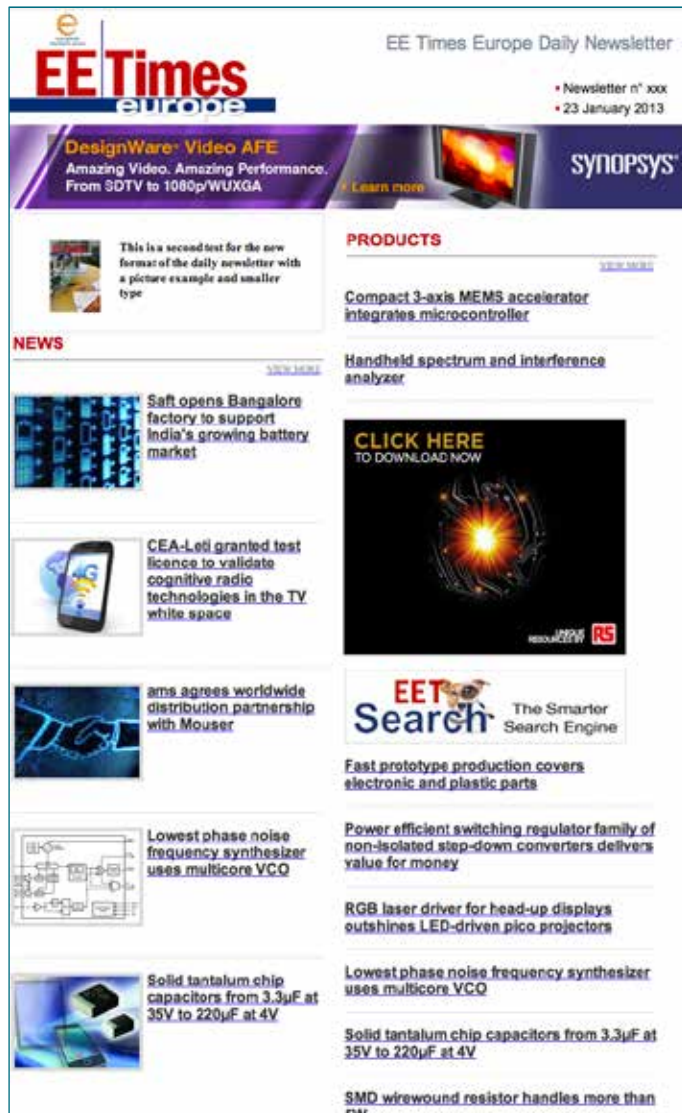 EE Times
europe
EE Times Europe Daily Newsletter
• Newsletter n° xxx
• 23 January 2013
DesignWare® Video AFE
Amazing Video. Amazing Performance.
From SDTV to 1080p/WUXGA
Learn more
SYNOPSYS®
This is a second test for the new
format of the daily newsletter with
a picture example and smaller
type
NEWS
VIEW MORE
Saft opens Bangalore
factory to support
India's growing battery
market
CEA-Leti granted test
licence to validate
cognitive radio
technologies in the TV
white space
4G
ams agrees worldwide
distribution partnership
with Mouser
Lowest phase noise
frequency synthesizer
uses multicore VCO
Solid tantalum chip
capacitors from 3.3µF at
35V to 220µF at 4V
PRODUCTS
VIEW MORE
Compact 3-axis MEMS accelerator
integrates microcontroller
Handheld spectrum and interference
analyzer
CLICK HERE
TO DOWNLOAD NOW
UNIQUE
RESOURCES BY
RS
EET
Search
The Smarter
Search Engine
Fast prototype production covers
electronic and plastic parts
Power efficient switching regulator family of
non-isolated step-down converters delivers
value for money
RGB laser driver for head-up displays
outshines LED-driven pico projectors
Lowest phase noise frequency synthesizer
uses multicore VCO
Solid tantalum chip capacitors from 3.3µF at
35V to 220µF at 4V
SMD wirewound resistor handles more than